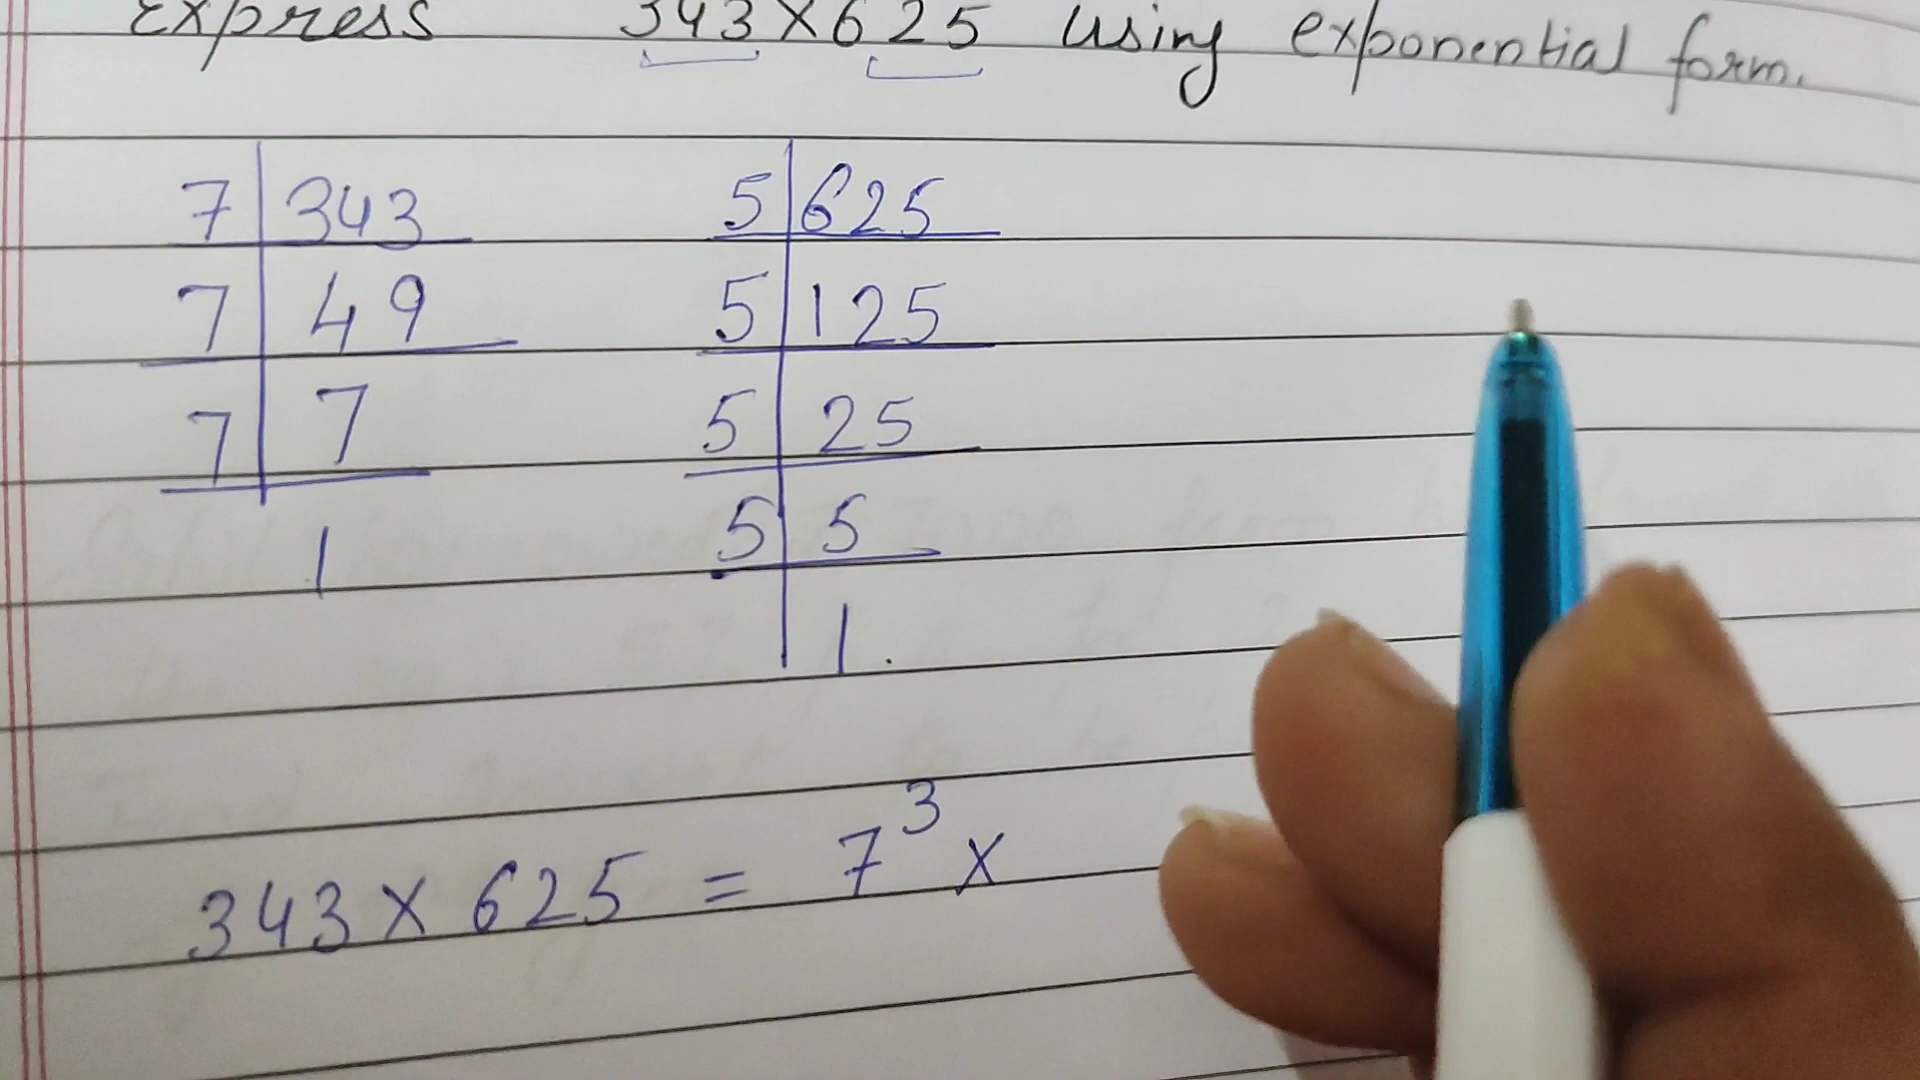 Express 343 × 625 using exponential form.
7 | 343
7 | 49
7 | 7
1
5 | 625
5 | 125
5 | 25
5 | 5
1.
343 × 625 = 7³ ×